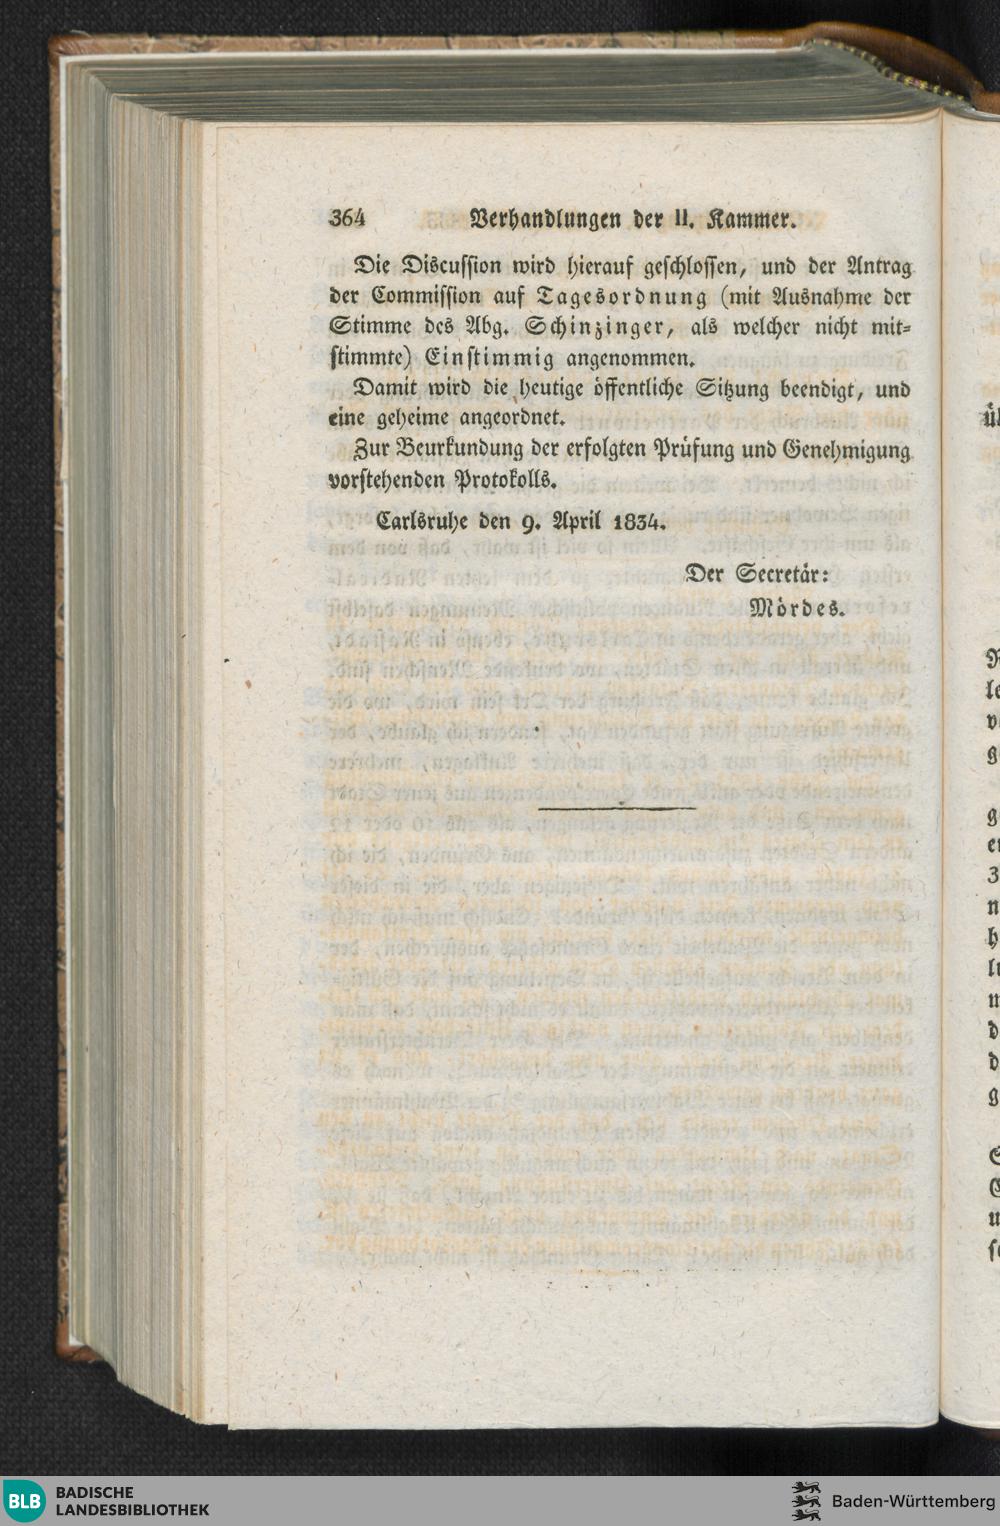 364 Verhandlungen der II. Kammer.
Die Discussion wird hierauf geschlossen, und der Antrag
der Commission auf Tagesordnung (mit Ausnahme der
Stimme des Abg. Schinzinger, als welcher nicht mit=
stimmte) Einstimmig angenommen.
Damit wird die heutige öffentliche Sitzung beendigt, und
eine geheime angeordnet.
Zur Beurkundung der erfolgten Prüfung und Genehmigung
vorstehenden Protokolls.
Carlsruhe den 9. April 1834.
Der Secretär:
Mördes.
BLB BADISCHE
LANDESBIBLIOTHEK
Baden-Württemberg